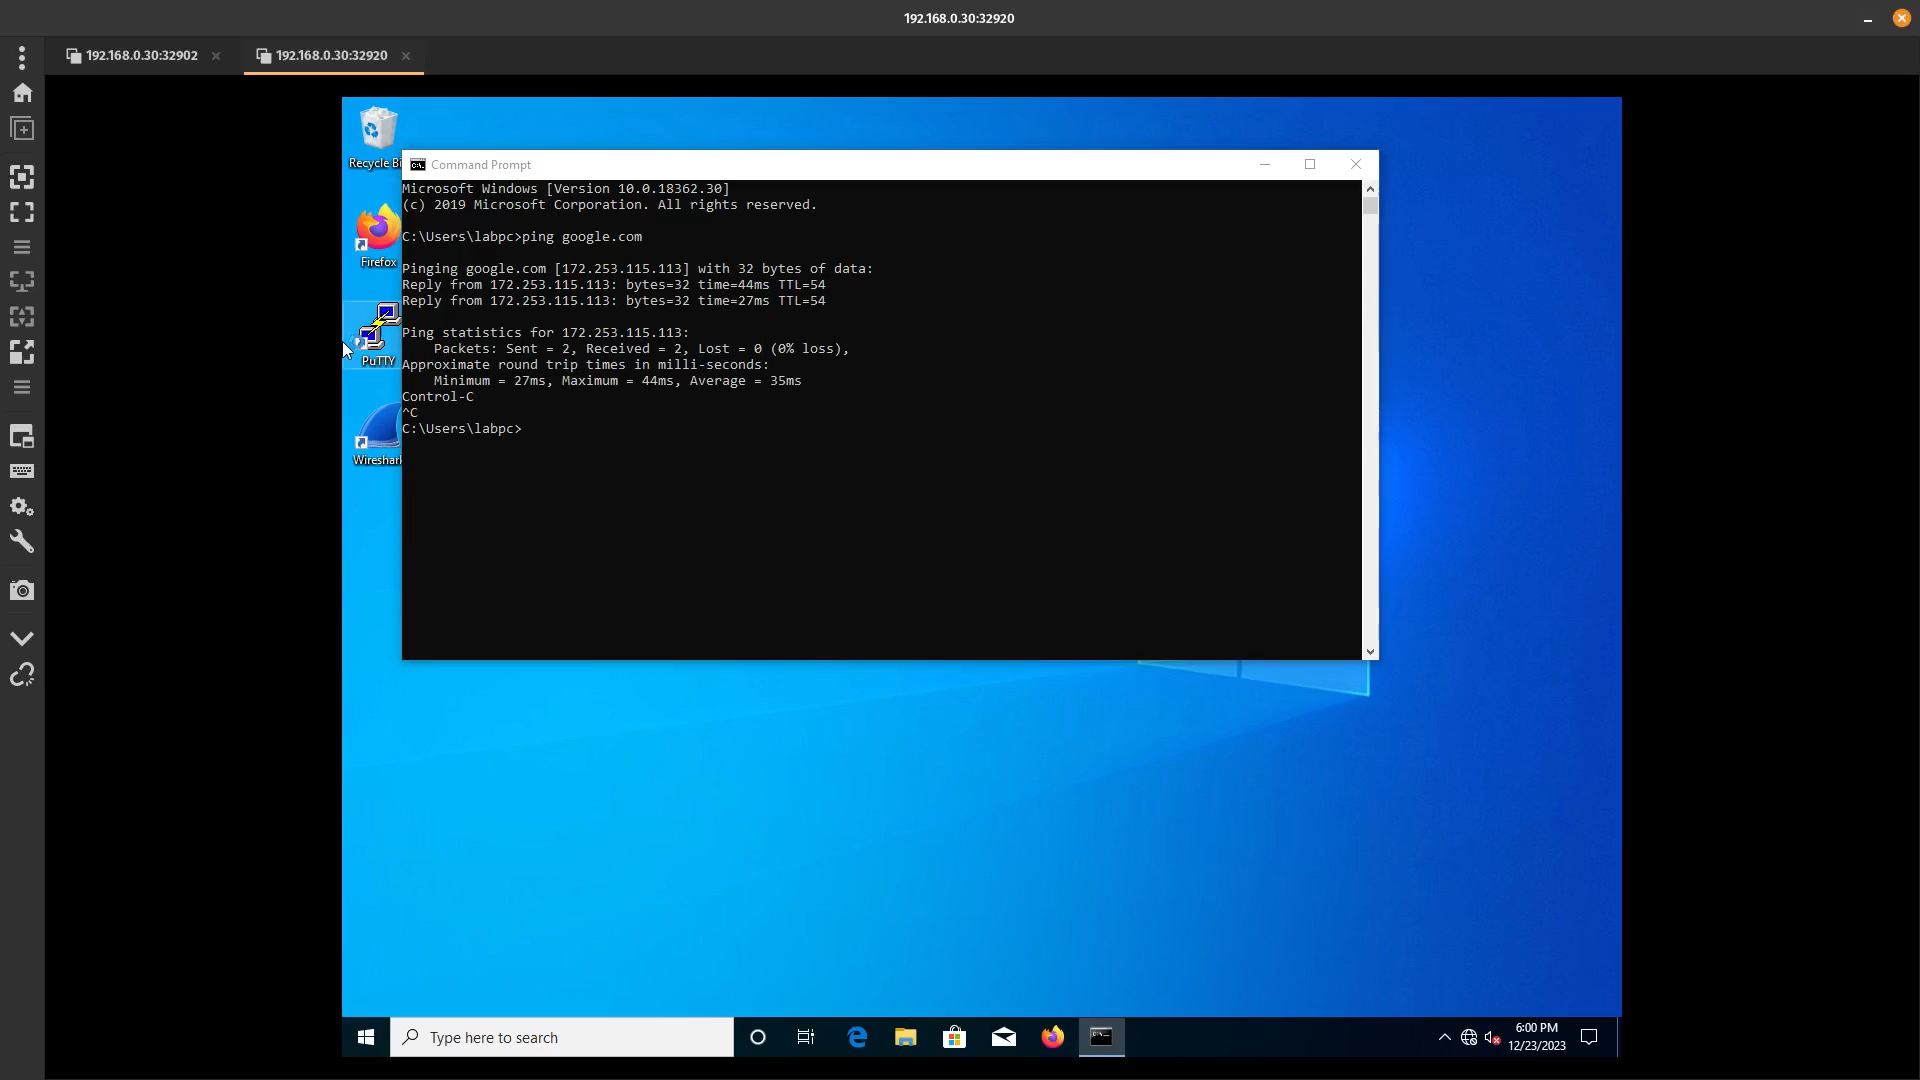 192.168.0.30:32920
192.168.0.30:32902
192.168.0.30:32920
Recycle Bi
Firefox
PuTTY
Wireshark
Command Prompt
Microsoft Windows [Version 10.0.18362.30]
(c) 2019 Microsoft Corporation. All rights reserved.
C:\Users\labpc>ping google.com
Pinging google.com [172.253.115.113] with 32 bytes of data:
Reply from 172.253.115.113: bytes=32 time=44ms TTL=54
Reply from 172.253.115.113: bytes=32 time=27ms TTL=54
Ping statistics for 172.253.115.113:
    Packets: Sent = 2, Received = 2, Lost = 0 (0% loss),
Approximate round trip times in milli-seconds:
    Minimum = 27ms, Maximum = 44ms, Average = 35ms
Control-C
^C
C:\Users\labpc>
Type here to search
6:00 PM
12/23/2023